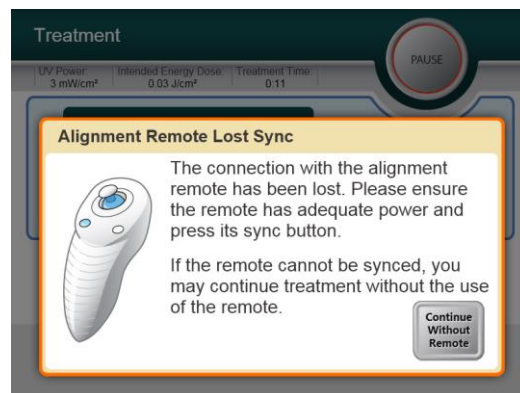 Treatment
PAUSE
UV Power: Intended Energy Dose: Treatment Time:
3 mW/cm² 0.03 J/cm² 0:11
Alignment Remote Lost Sync
The connection with the alignment
remote has been lost. Please ensure
the remote has adequate power and
press its sync button.
If the remote cannot be synced, you
may continue treatment without the use
of the remote.
Continue
Without
Remote